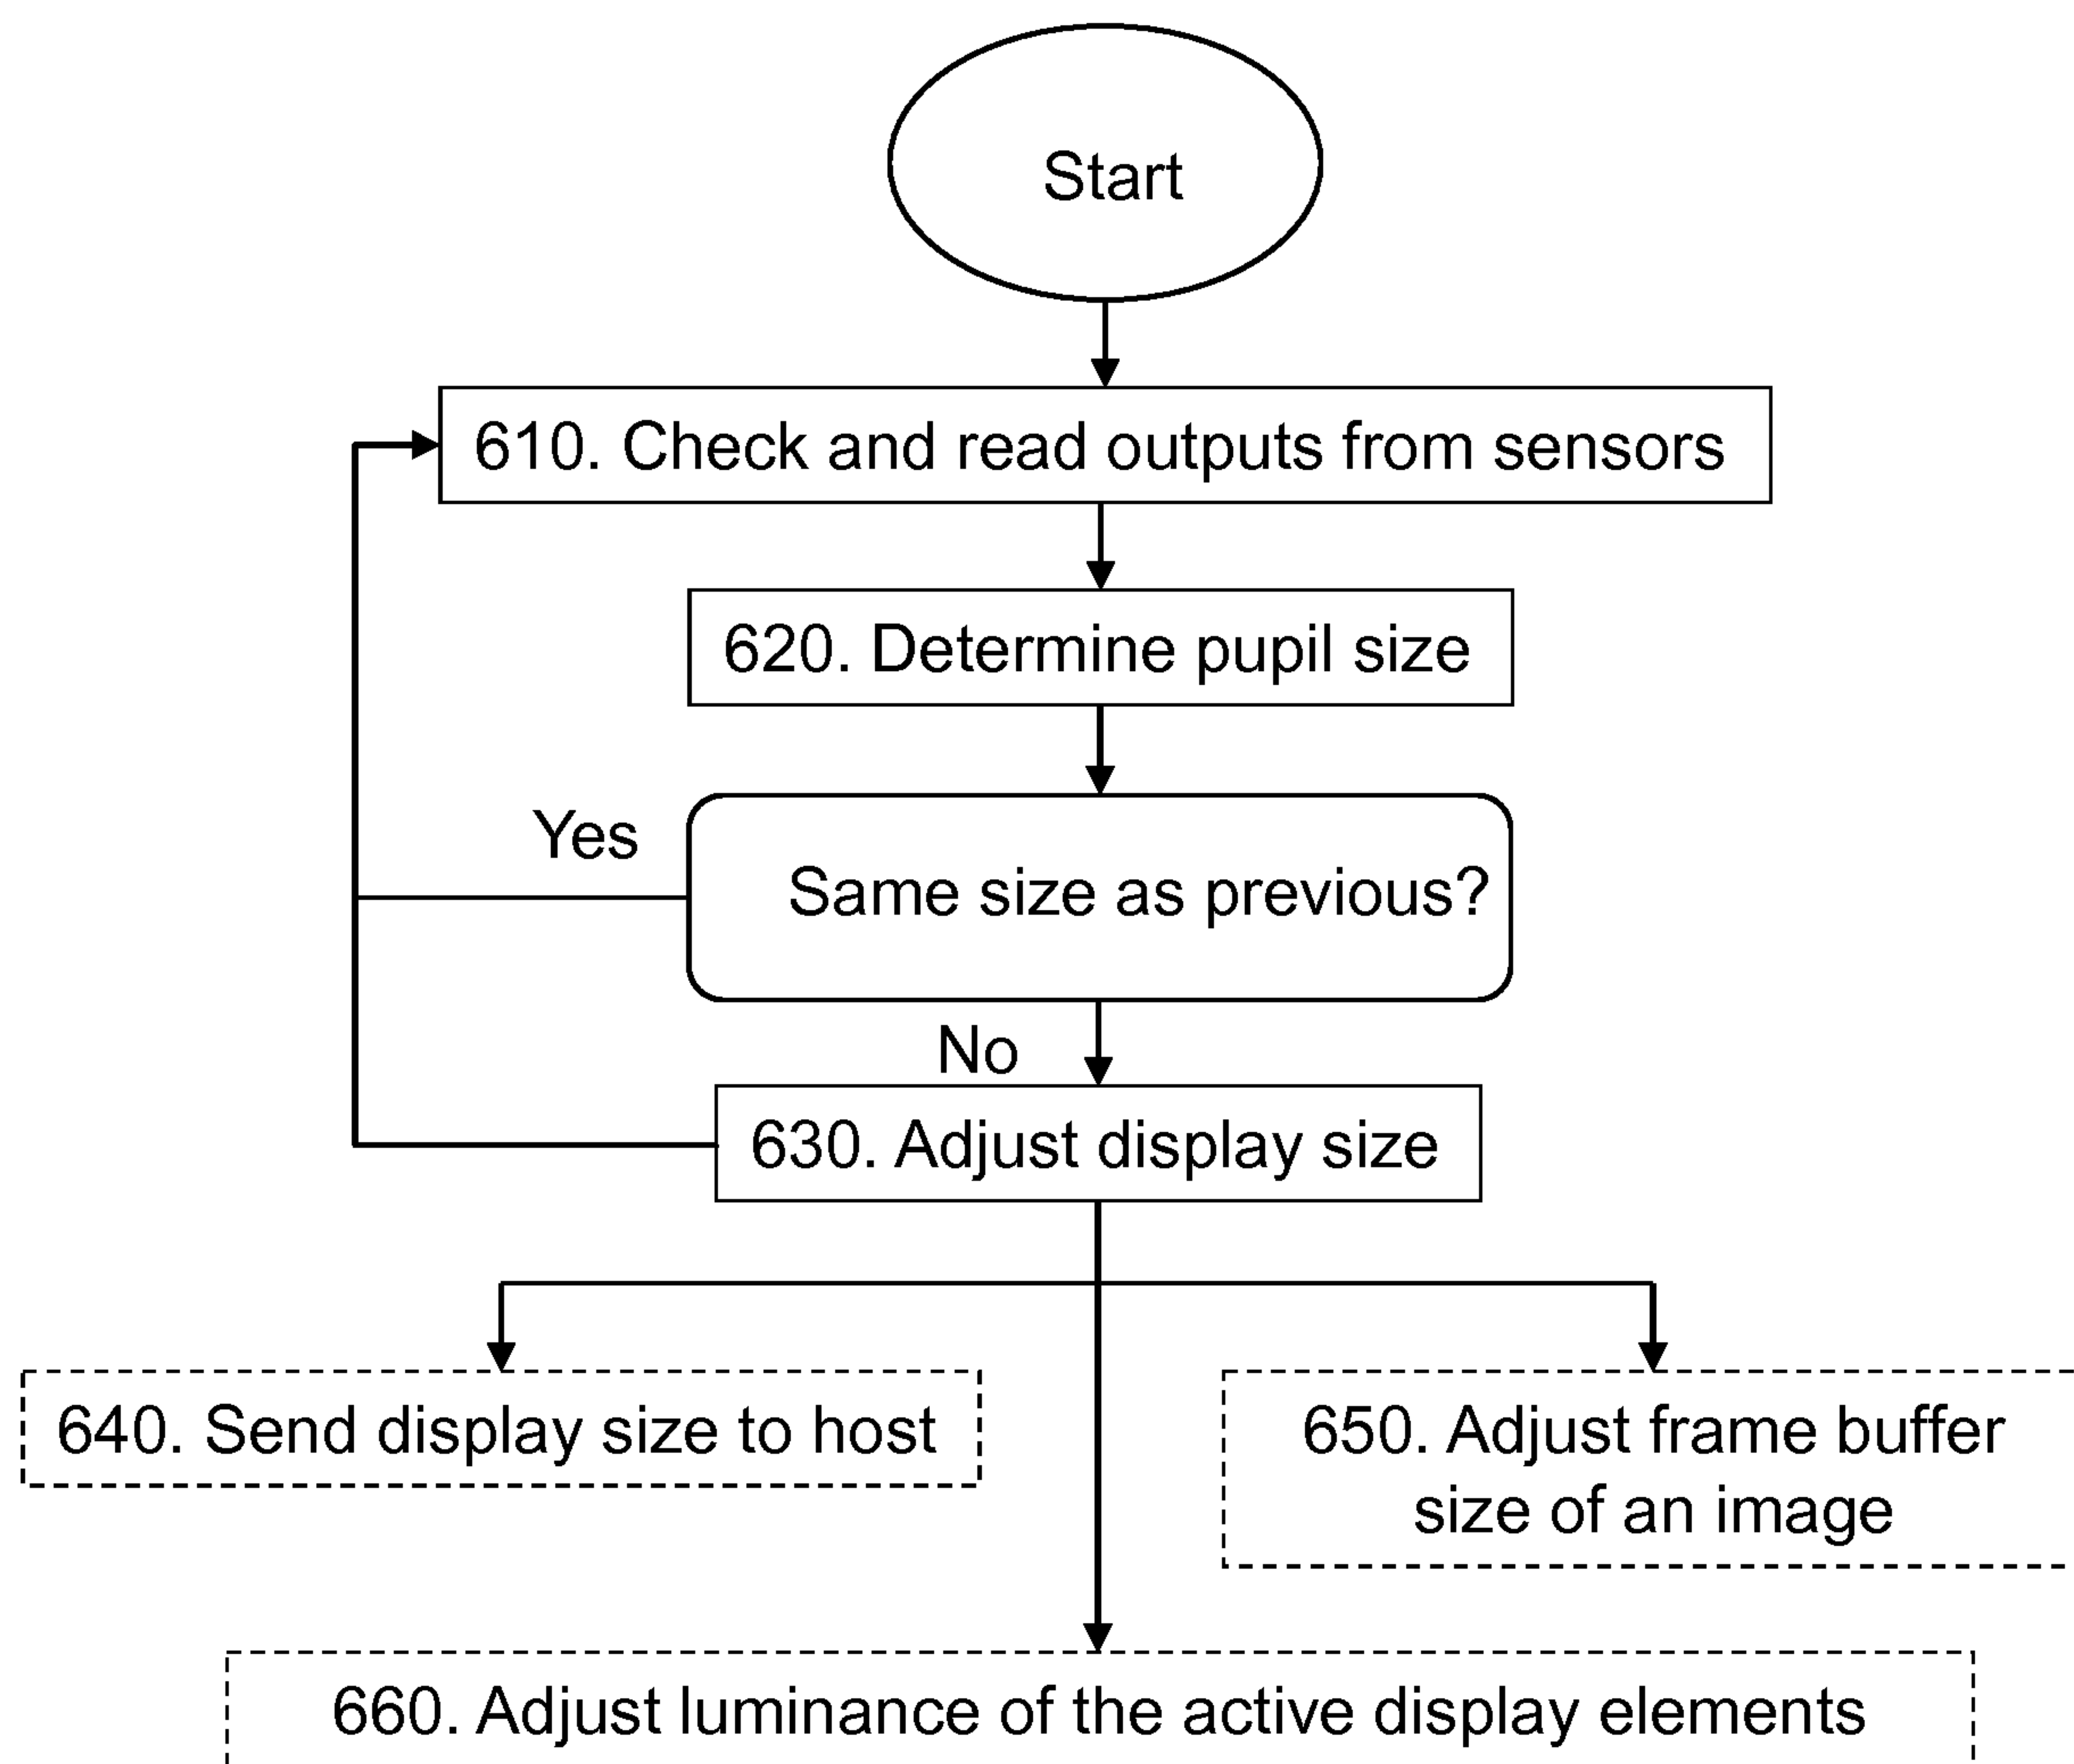 Start
610. Check and read outputs from sensors
620. Determine pupil size
Yes
Same size as previous?
No
630. Adjust display size
640. Send display size to host
650. Adjust frame buffer
size of an image
660. Adjust luminance of the active display elements